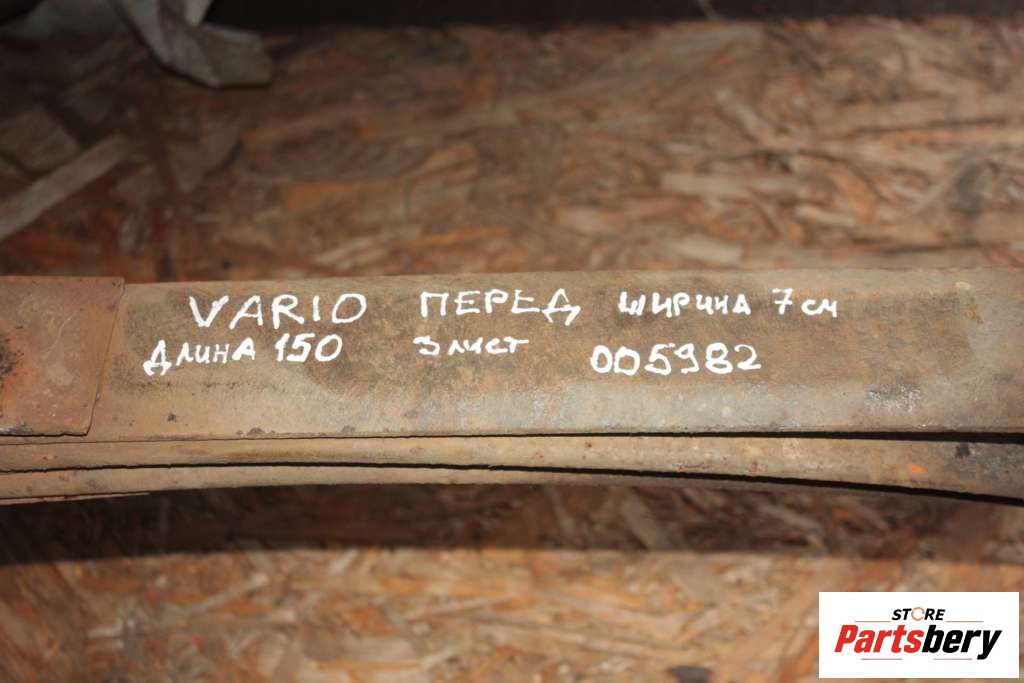 VARIO ПЕРЕД ШИРИНА 7 СМ
ДЛИНА 150 3 ЛИСТ 005982
STORE
Partsbery